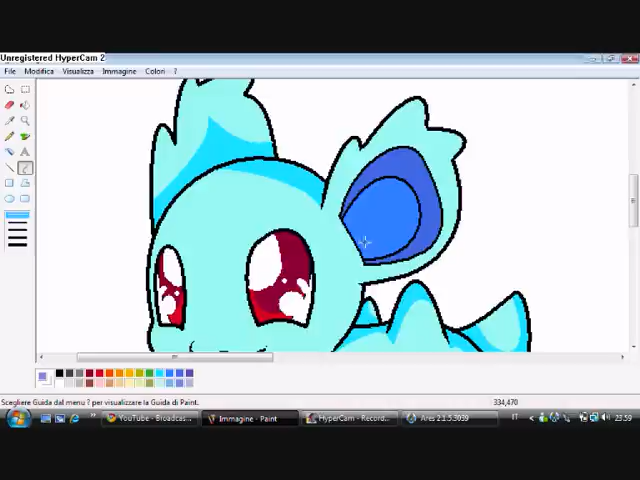 Unregistered HyperCam 2
File Modifica Visualizza Immagine Colori ?
Scegliere Guida dal menu ? per visualizzare la Guida di Paint.
334,470
YouTube - Broadcas... Immagine - Paint HyperCam - Recor... Ares 2.1.5.3039 IT 23.59